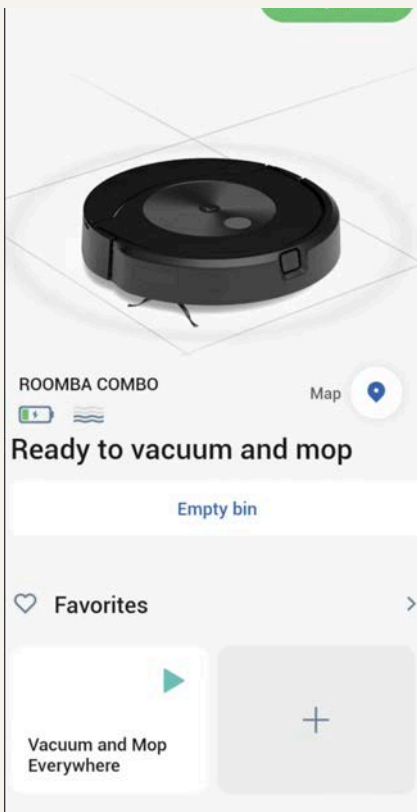 ROOMBA COMBO
Map
Ready to vacuum and mop
Empty bin
Favorites
Vacuum and Mop
Everywhere